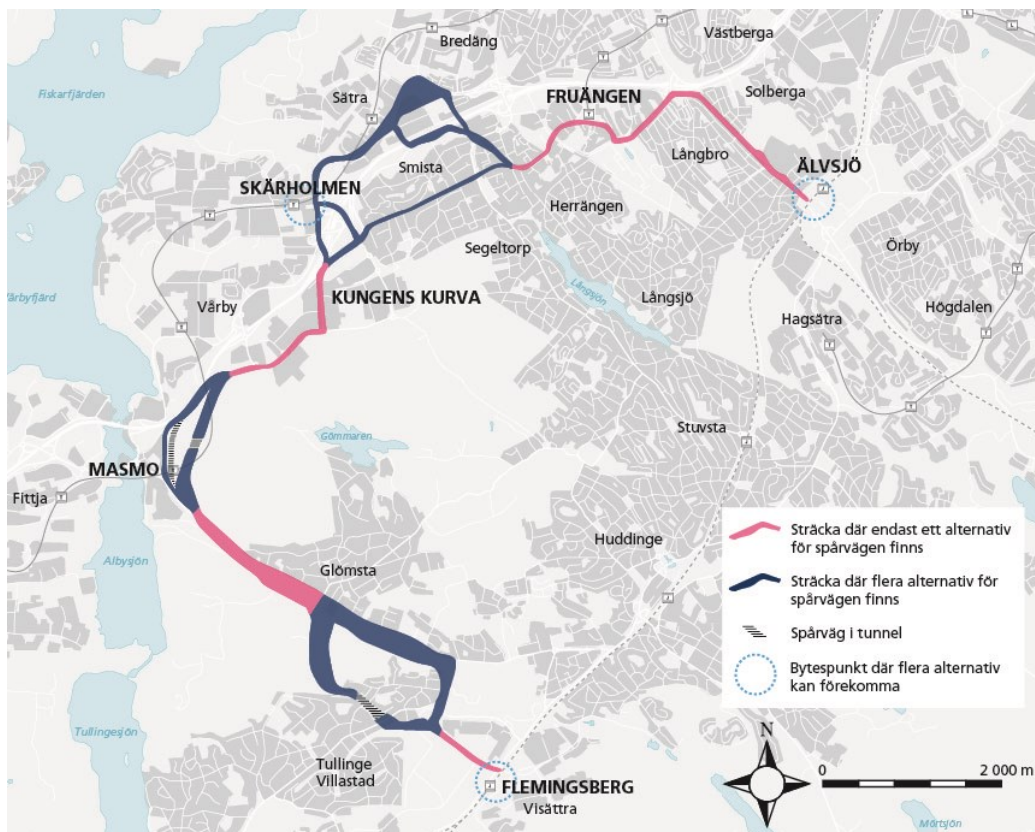 Bredäng
Västberga
Fiskarfjärden
Sätra
FRUÄNGEN
Solberga
Smista
Långbro
ÄLVSJÖ
SKÄRHOLMEN
Herrängen
Segeltorp
Örby
Långsjön
Långsjö
KUNGENS KURVA
Vårby
Hagsätra
Högdalen
Stuvsta
Gömmaren
MASMO
Fittja
Huddinge
Albysjön
Glömsta
Sträcka där endast ett alternativ
för spårvägen finns
Sträcka där flera alternativ för
spårvägen finns
Spårväg i tunnel
Bytespunkt där flera alternativ
kan förekomma
Tullingesjön
Tullinge
Villastad
FLEMINGSBERG
Visättra
N
0
2 000 m
Mörtsjön